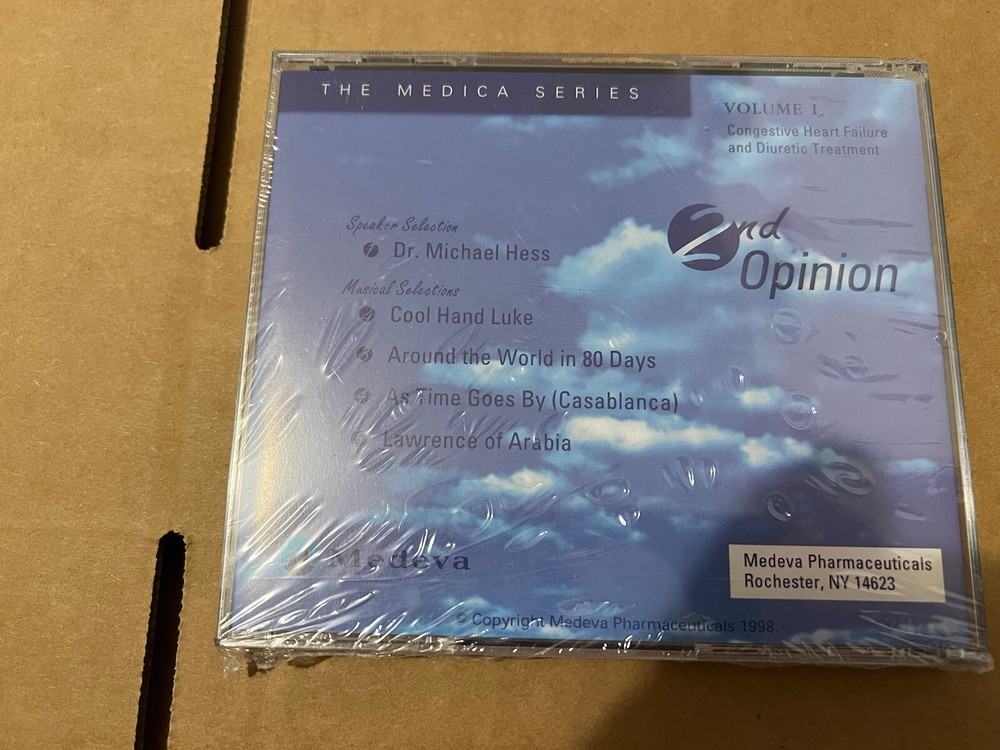 THE MEDICA SERIES
VOLUME I.
Congestive Heart Failure
and Diuretic Treatment
2nd
Opinion
Speaker Selection
Dr. Michael Hess
Musical Selections
Cool Hand Luke
Around the World in 80 Days
As Time Goes By (Casablanca)
Lawrence of Arabia
Medeva
Medeva Pharmaceuticals
Rochester, NY 14623
© Copyright Medeva Pharmaceuticals 1998.